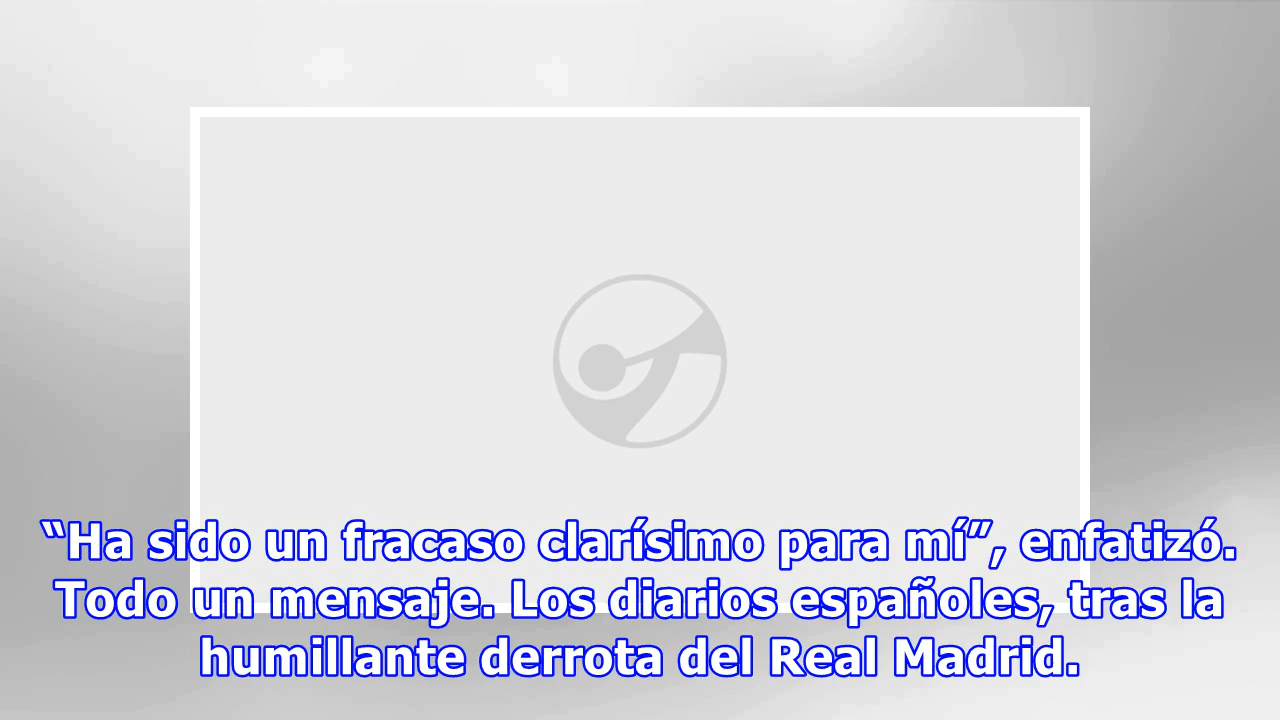 “Ha sido un fracaso clarísimo para mí”, enfatizó.
Todo un mensaje. Los diarios españoles, tras la
humillante derrota del Real Madrid.